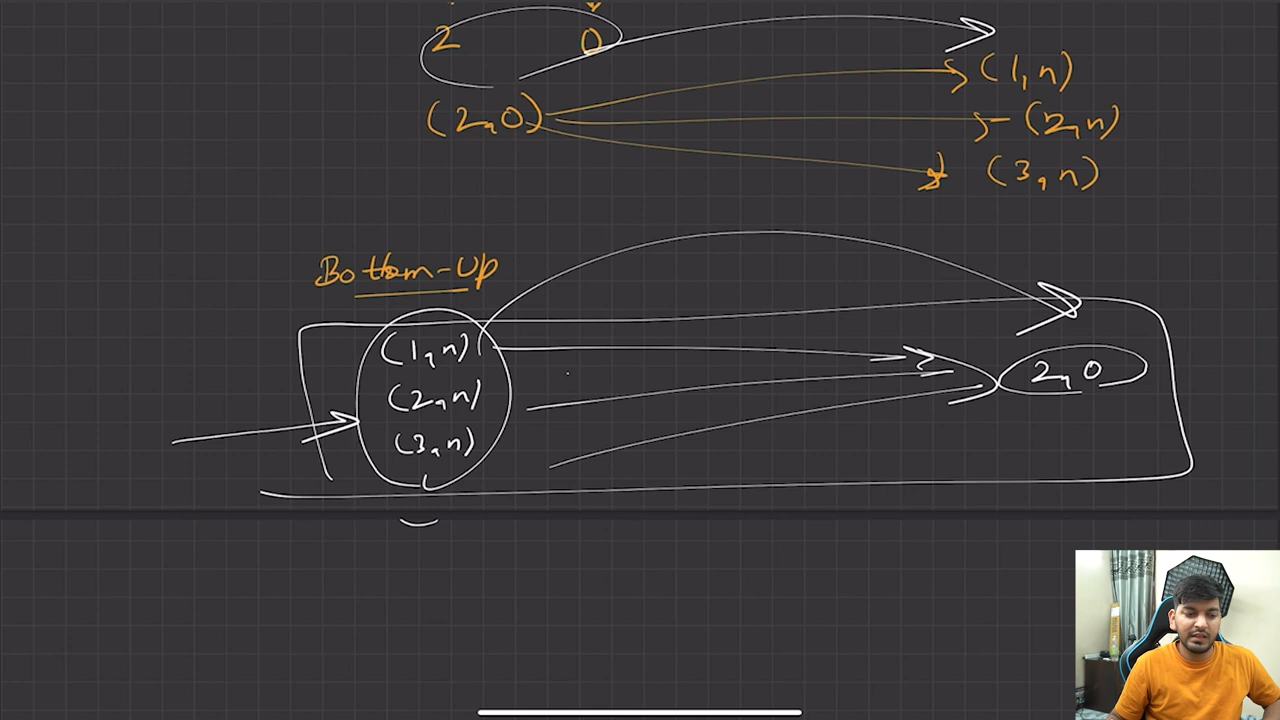 2 0
(1,n)
(2,0) (2,n)
(3,n)
Bottom-Up
(1,n)
(2,n) 2,0
(3,n)